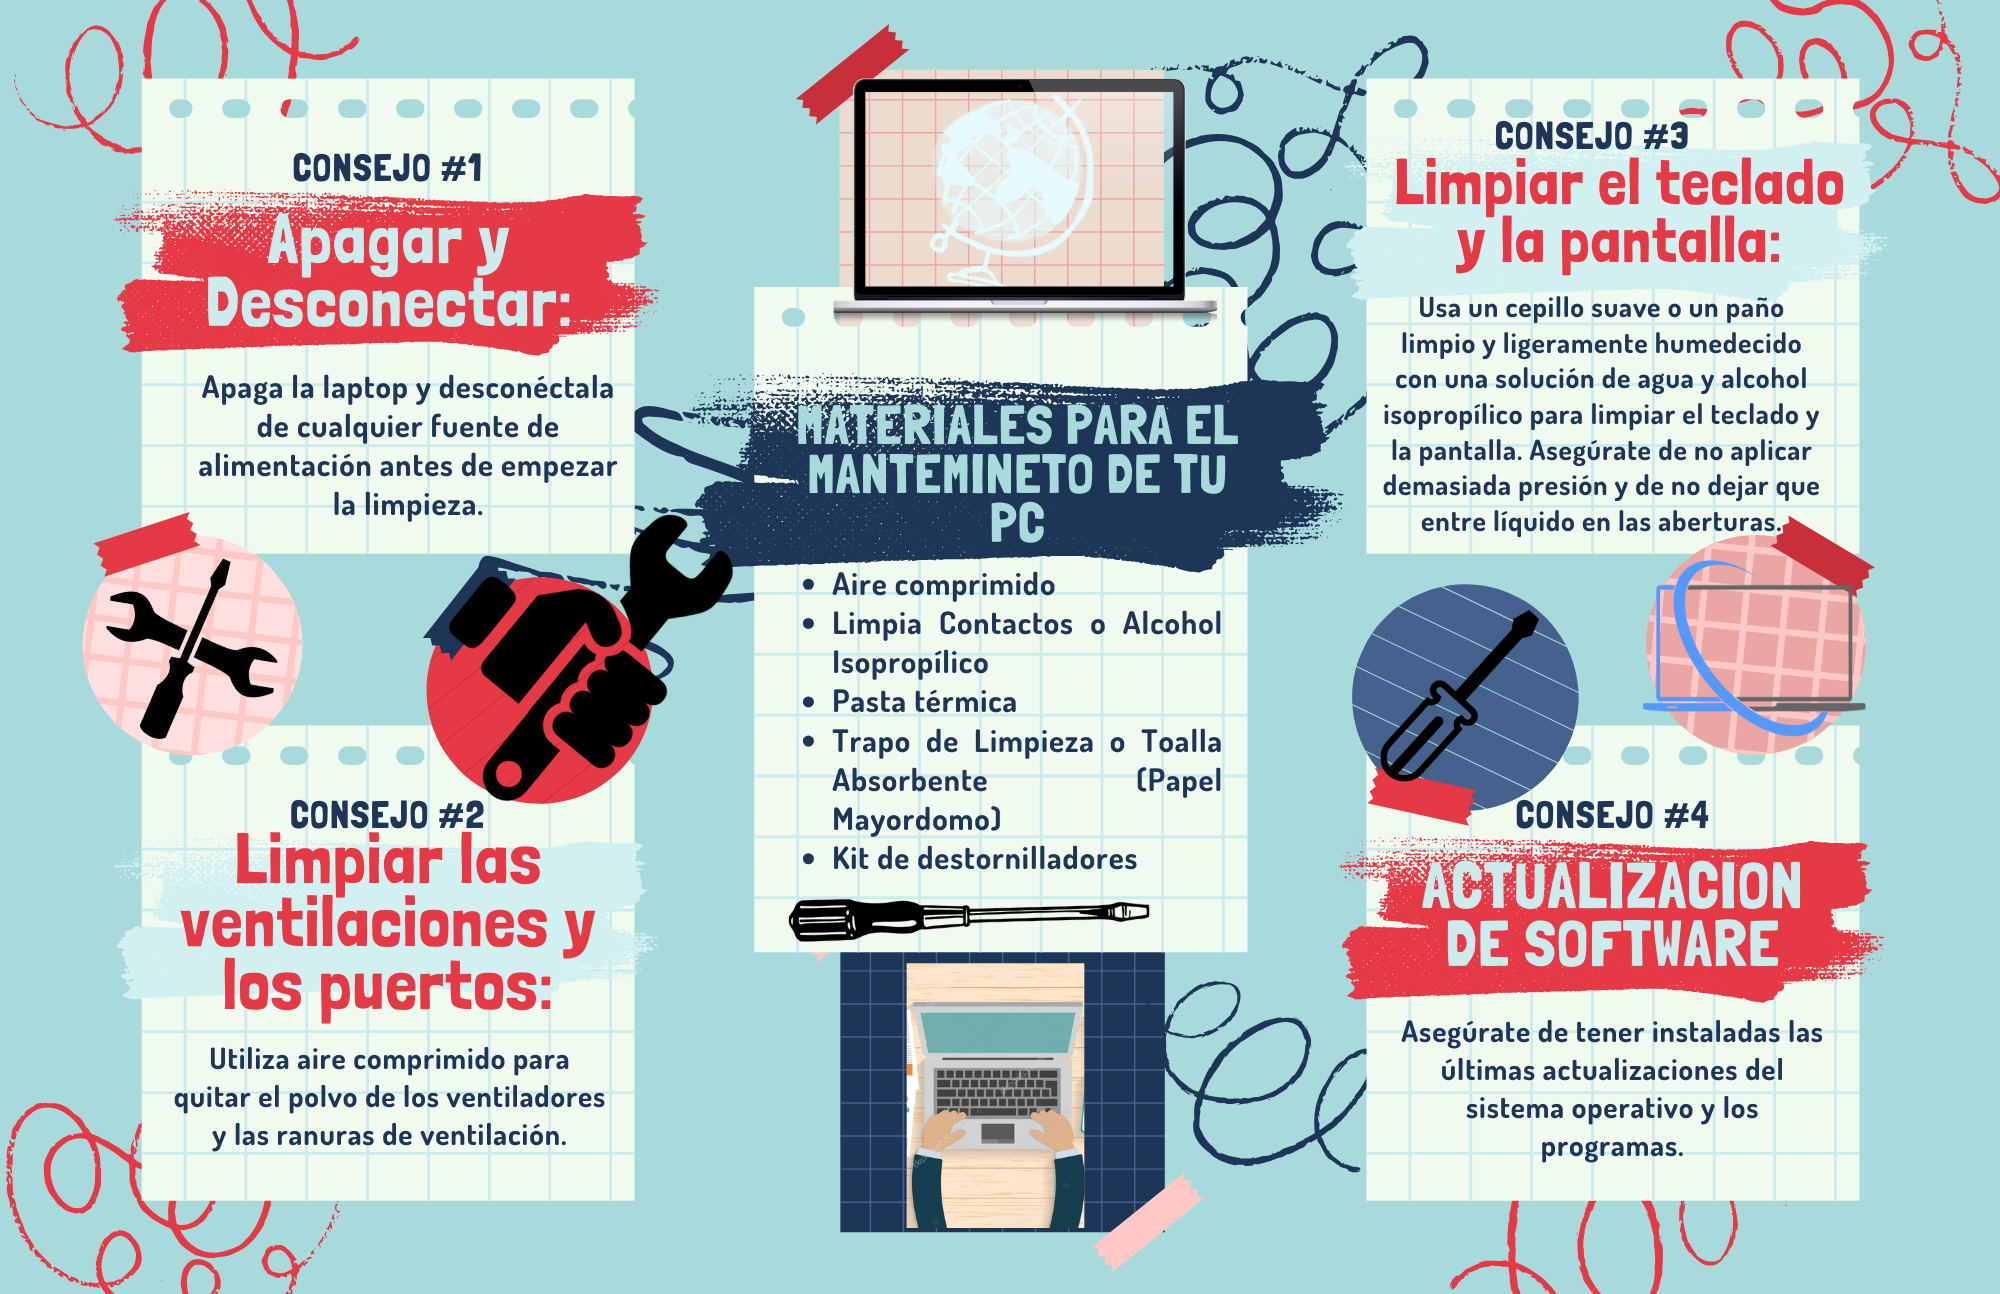 CONSEJO #1
Apagar y
Desconectar:
Apaga la laptop y desconéctala
de cualquier fuente de
alimentación antes de empezar
la limpieza.
CONSEJO #2
Limpiar las
ventilaciones y
los puertos:
Utiliza aire comprimido para
quitar el polvo de los ventiladores
y las ranuras de ventilación.
MATERIALES PARA EL
MANTEMINETO DE TU
PC
• Aire comprimido
• Limpia Contactos o Alcohol
Isopropílico
• Pasta térmica
• Trapo de Limpieza o Toalla
Absorbente (Papel
Mayordomo)
• Kit de destornilladores
CONSEJO #3
Limpiar el teclado
y la pantalla:
Usa un cepillo suave o un paño
limpio y ligeramente humedecido
con una solución de agua y alcohol
isopropílico para limpiar el teclado y
la pantalla. Asegúrate de no aplicar
demasiada presión y de no dejar que
entre líquido en las aberturas.
CONSEJO #4
ACTUALIZACION
DE SOFTWARE
Asegúrate de tener instaladas las
últimas actualizaciones del
sistema operativo y los
programas.